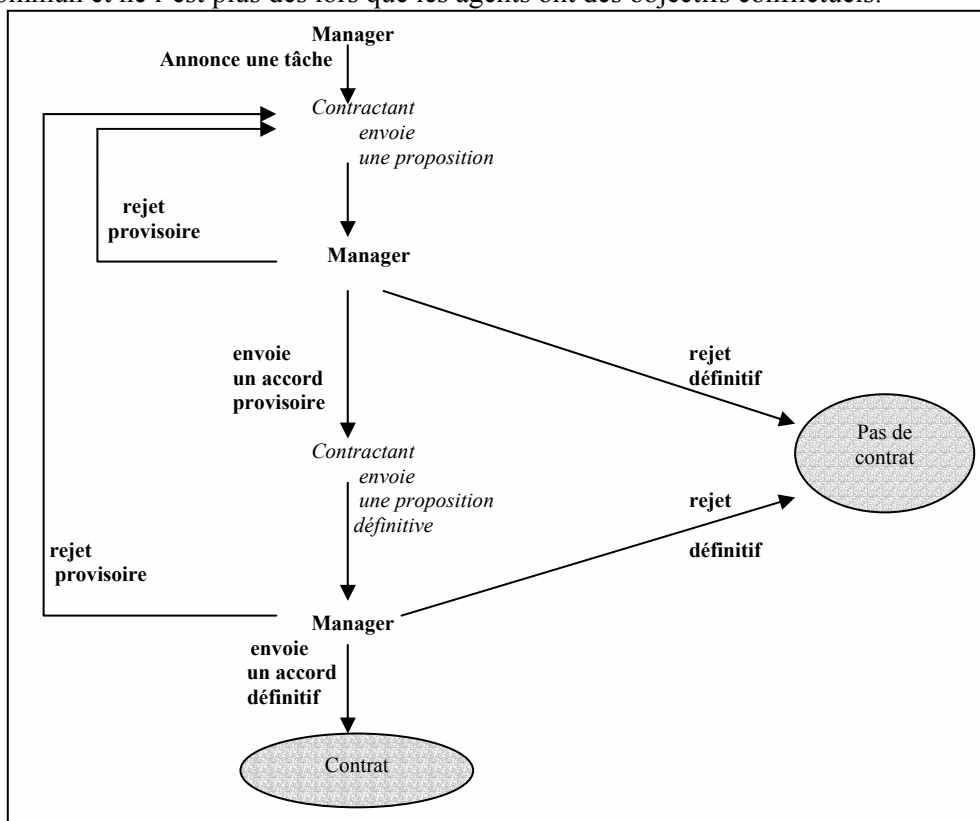 commun et ne l'est plus dès lors que les agents ont des objectifs conflictuels.
Manager
Annonce une tâche
Contractant
envoie
une proposition
rejet
provisoire
Manager
envoie
un accord
provisoire
rejet
définitif
Pas de
contrat
Contractant
envoie
une proposition
définitive
rejet
définitif
rejet
provisoire
Manager
envoie
un accord
définitif
Contrat